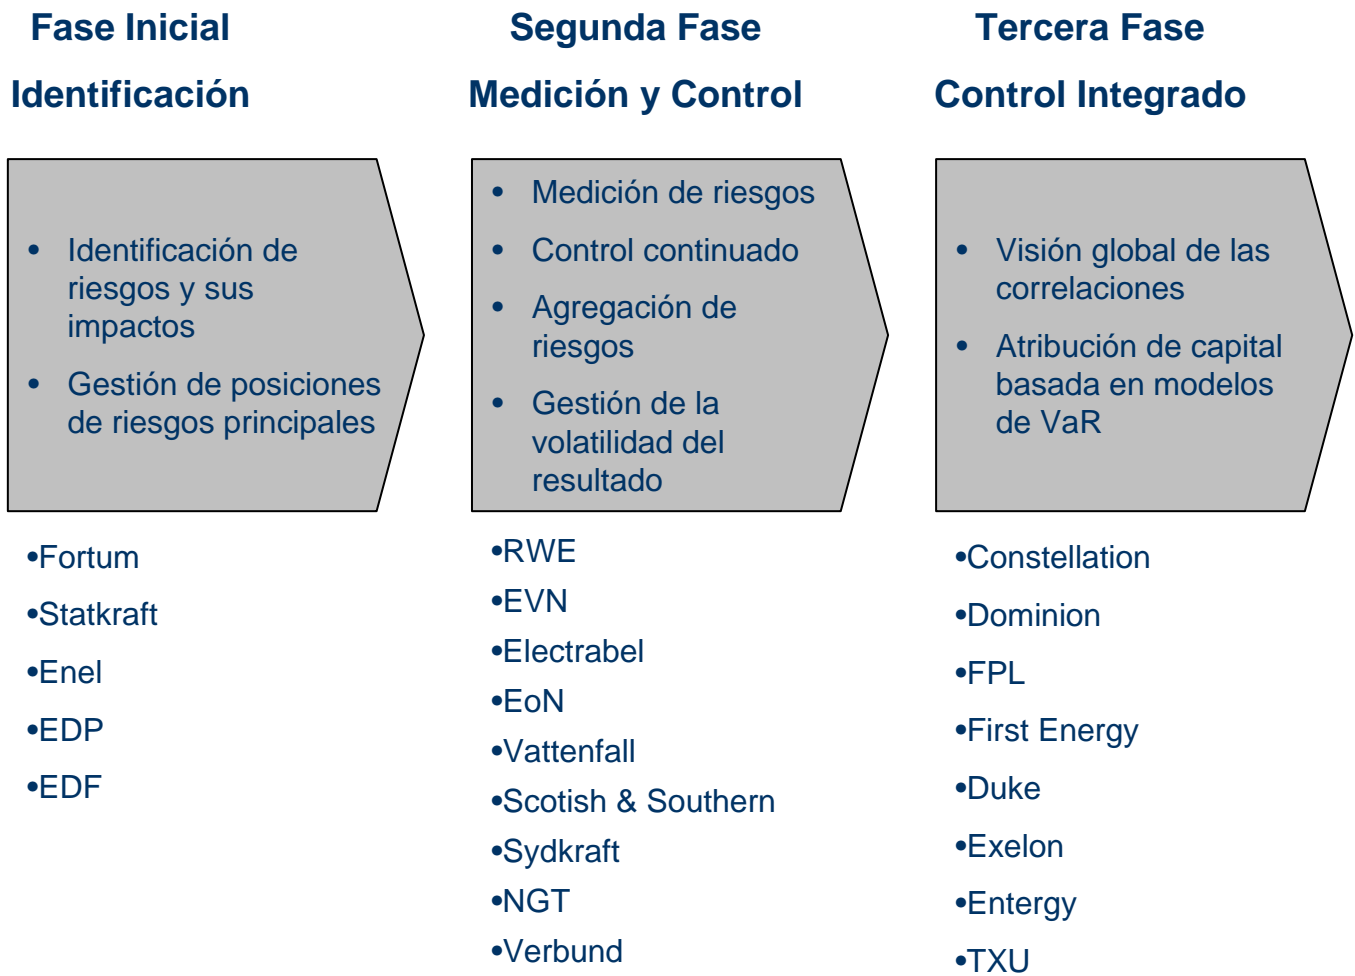 Fase Inicial
Identificación
• Identificación de
riesgos y sus
impactos
• Gestión de posiciones
de riesgos principales
•Fortum
•Statkraft
•Enel
•EDP
•EDF
Segunda Fase
Medición y Control
• Medición de riesgos
• Control continuado
• Agregación de
riesgos
• Gestión de la
volatilidad del
resultado
•RWE
•EVN
•Electrabel
•EoN
•Vattenfall
•Scotish & Southern
•Sydkraft
•NGT
•Verbund
Tercera Fase
Control Integrado
• Visión global de las
correlaciones
• Atribución de capital
basada en modelos
de VaR
•Constellation
•Dominion
•FPL
•First Energy
•Duke
•Exelon
•Entergy
•TXU